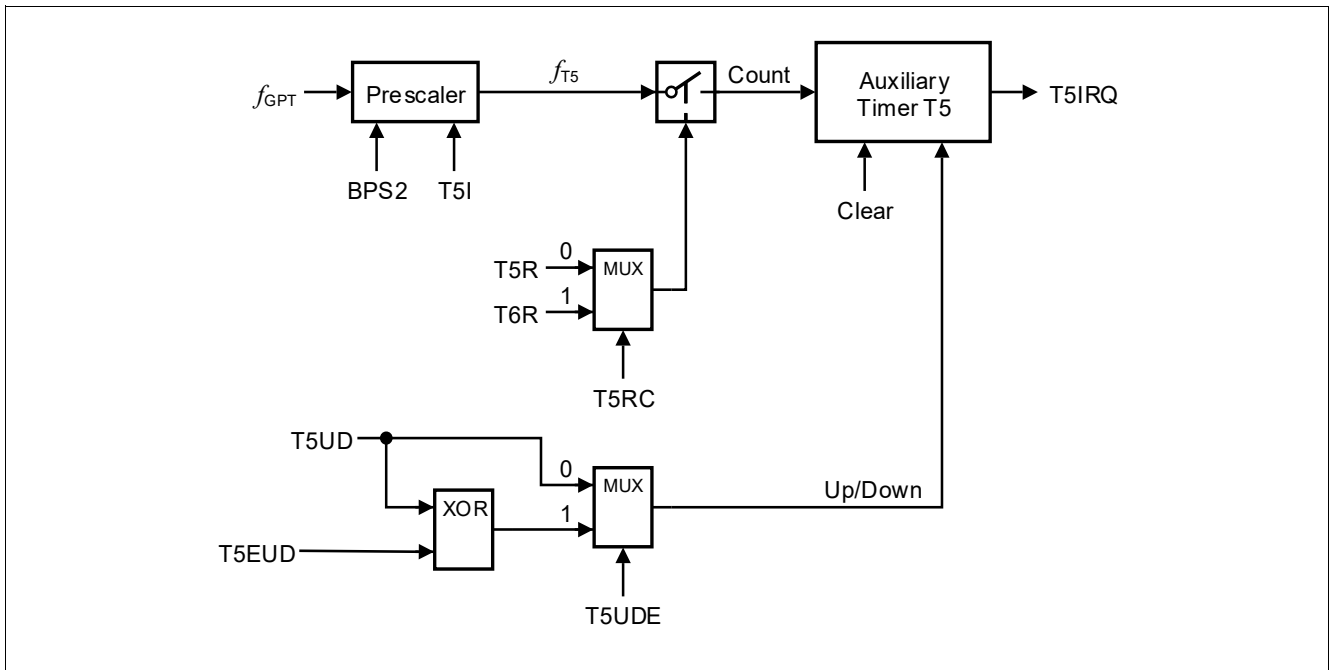 fGPT
Prescaler
fT5
Count
Auxiliary
Timer T5
T5IRQ
BPS2
T5I
Clear
T5R
0
T6R
1
MUX
T5RC
T5UD
0
MUX
Up/Down
XOR
1
T5EUD
T5UDE